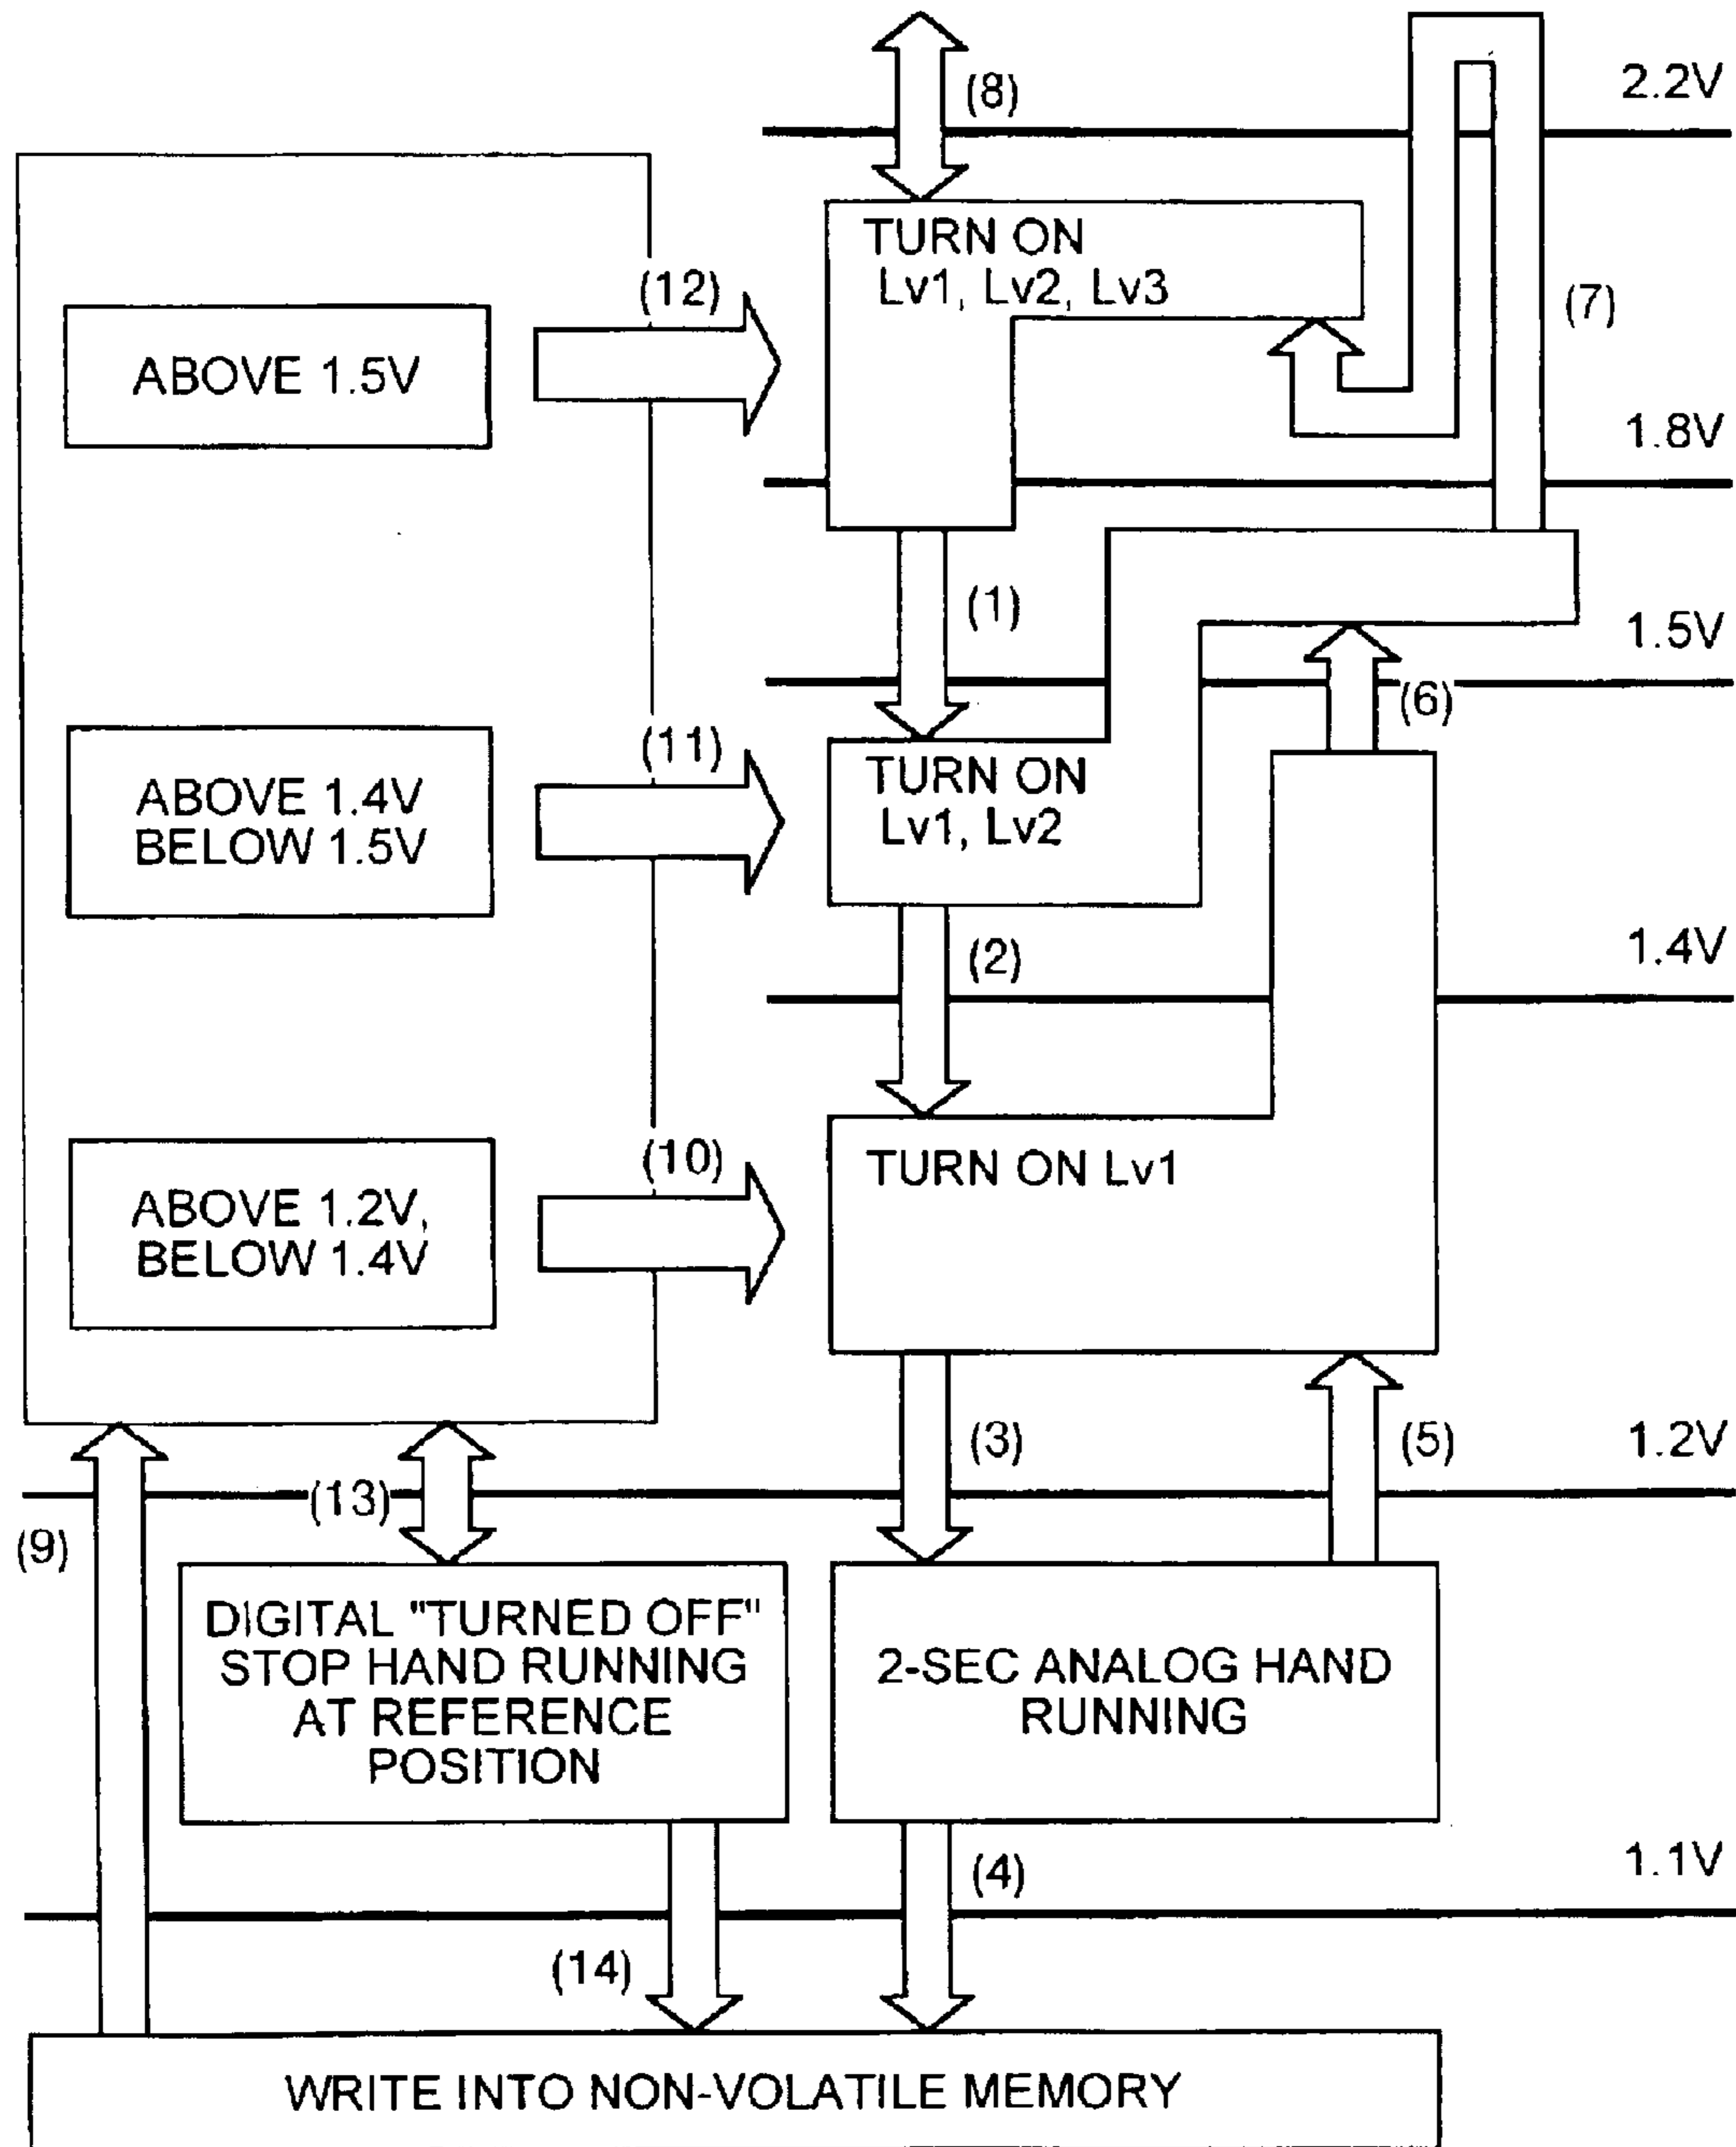 2.2V
(8)
TURN ON
Lv1, Lv2, Lv3
(12)
(7)
ABOVE 1.5V
1.8V
(1)
1.5V
(6)
(11)
TURN ON
Lv1, Lv2
ABOVE 1.4V
BELOW 1.5V
(2)
1.4V
(10)
TURN ON Lv1
ABOVE 1.2V,
BELOW 1.4V
(3)
(5)
1.2V
(13)
(9)
DIGITAL "TURNED OFF"
STOP HAND RUNNING
AT REFERENCE
POSITION
2-SEC ANALOG HAND
RUNNING
(4)
1.1V
(14)
WRITE INTO NON-VOLATILE MEMORY